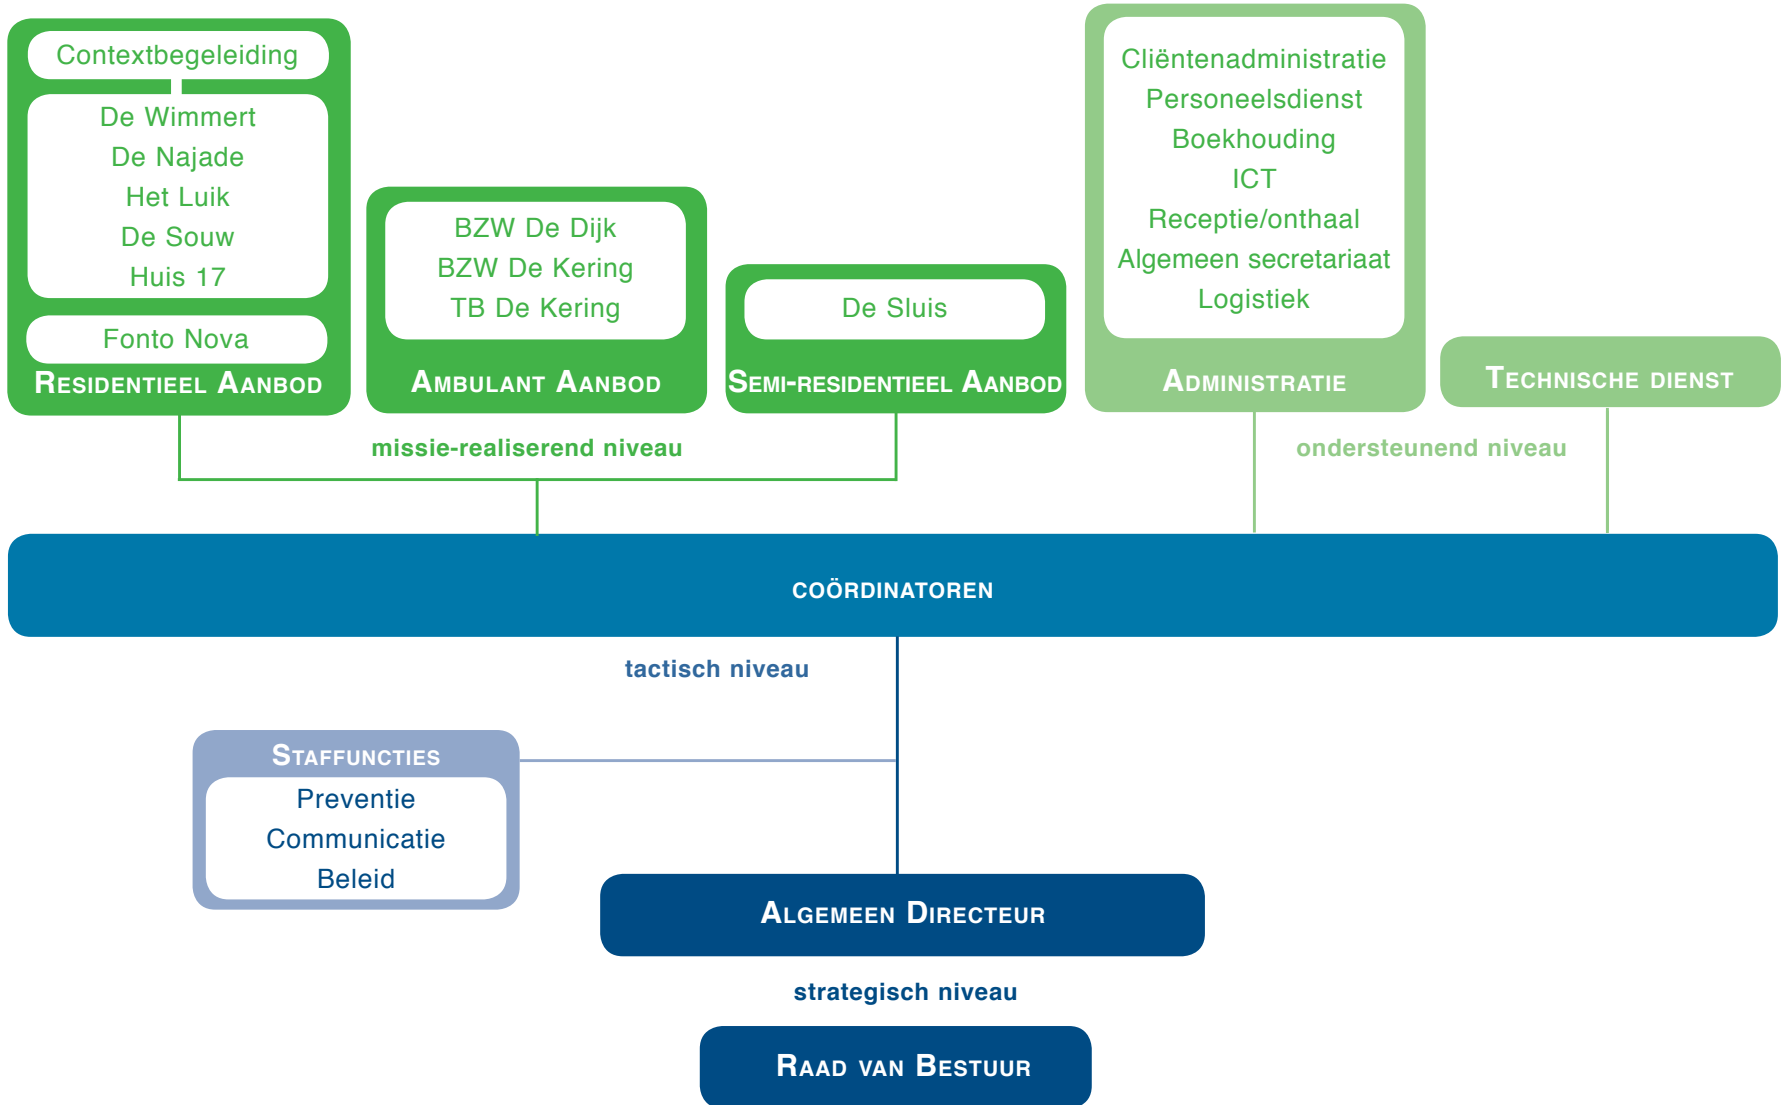 Contextbegeleiding
De Wimmert
De Najade
Het Luik
De Souw
Huis 17
Fonto Nova
Residentieel Aanbod
BZW De Dijk
BZW De Kering
TB De Kering
Ambulant Aanbod
De Sluis
Semi-residentieel Aanbod
Cliëntenadministratie
Personeelsdienst
Boekhouding
ICT
Receptie/onthaal
Algemeen secretariaat
Logistiek
Administratie
Technische dienst
missie-realiserend niveau
ondersteunend niveau
coördinatoren
tactisch niveau
Staffuncties
Preventie
Communicatie
Beleid
Algemeen Directeur
strategisch niveau
Raad van Bestuur